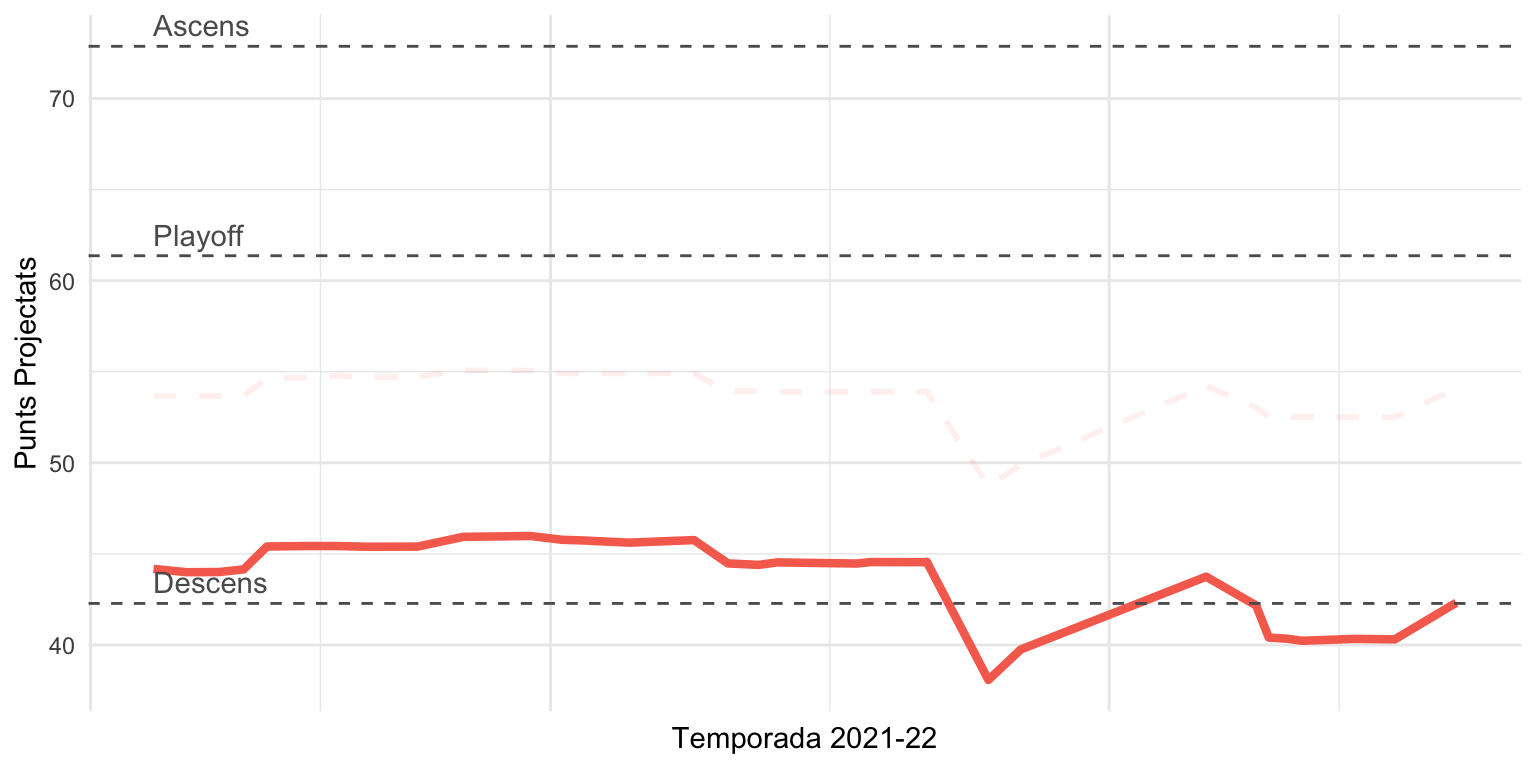 Ascens
70
Playoff
60
Punts Projectats
50
Descens
40
Temporada 2021-22